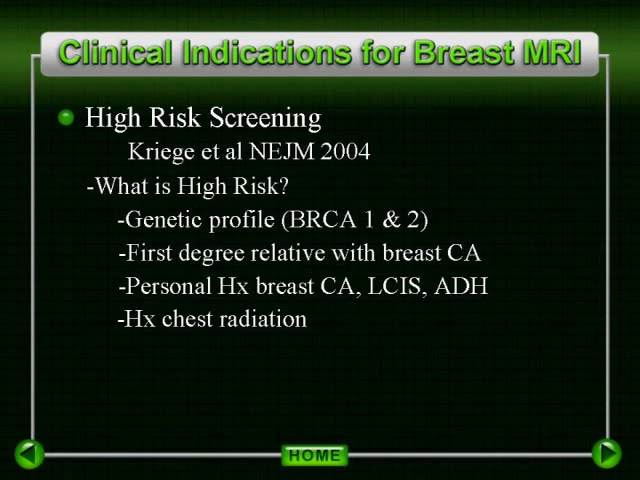 Clinical Indications for Breast MRI
High Risk Screening
Kriege et al NEJM 2004
-What is High Risk?
-Genetic profile (BRCA 1 & 2)
-First degree relative with breast CA
-Personal Hx breast CA, LCIS, ADH
-Hx chest radiation
HOME